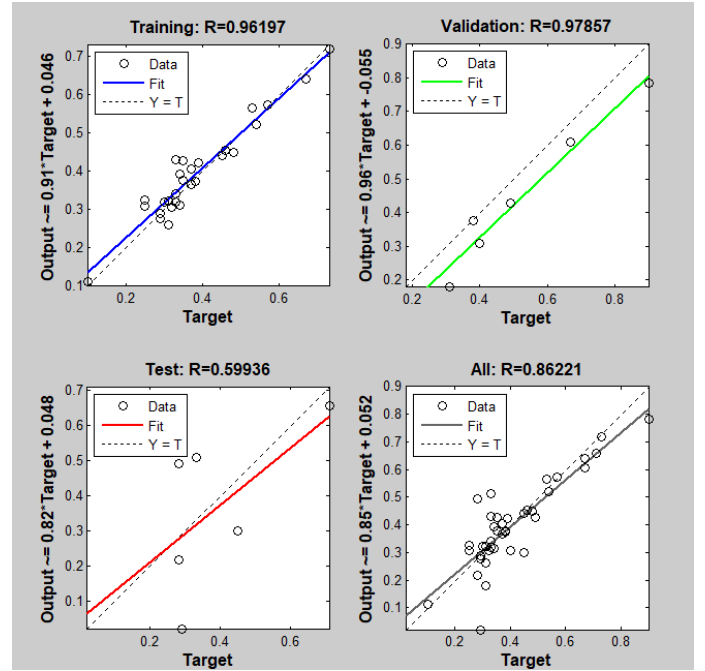 Training: R=0.96197
Output ~= 0.91*Target + 0.046
0.7
0.6
0.5
0.4
0.3
0.2
0.1
Data
Fit
Y = T
0.2 0.4 0.6
Target
Validation: R=0.97857
Output ~= 0.96*Target + -0.055
0.9
0.8
0.7
0.6
0.5
0.4
0.3
0.2
Data
Fit
Y = T
0.2 0.4 0.6 0.8
Target
Test: R=0.59936
Output ~= 0.82*Target + 0.048
0.7
0.6
0.5
0.4
0.3
0.2
0.1
Data
Fit
Y = T
0.2 0.4 0.6
Target
All: R=0.86221
Output ~= 0.85*Target + 0.052
0.9
0.8
0.7
0.6
0.5
0.4
0.3
0.2
0.1
Data
Fit
Y = T
0.2 0.4 0.6 0.8
Target